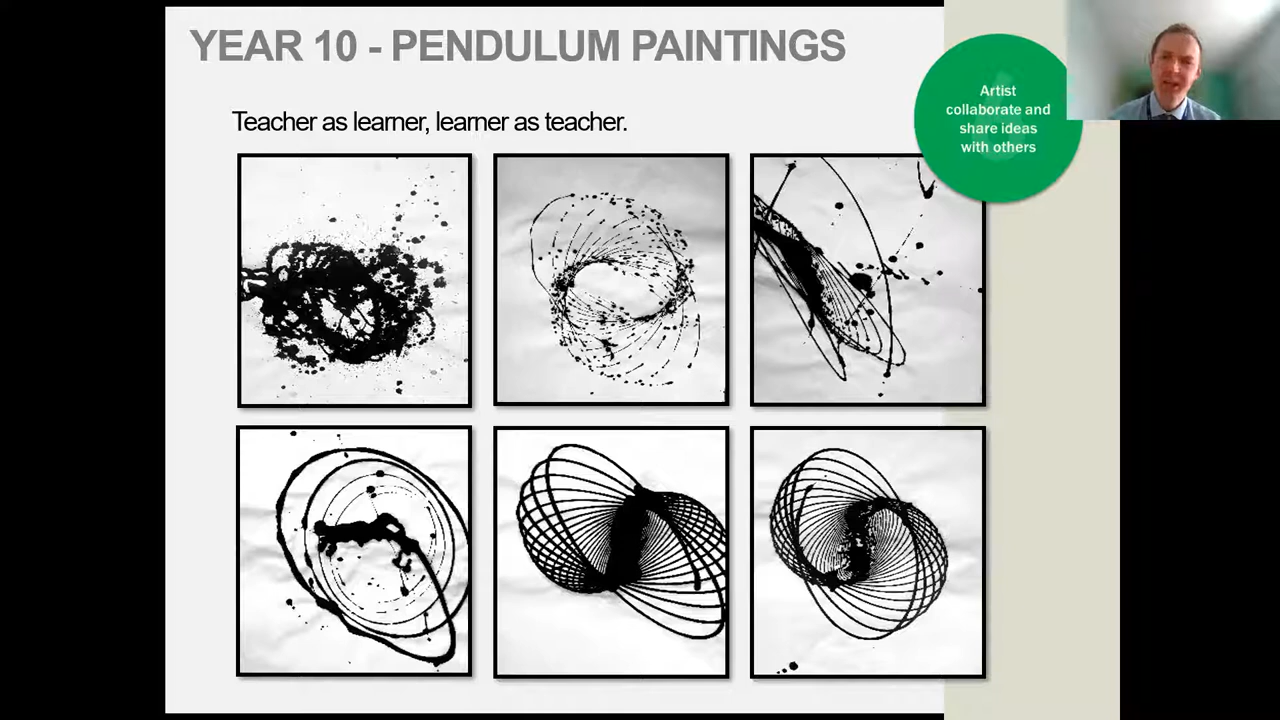 YEAR 10 - PENDULUM PAINTINGS
Teacher as learner, learner as teacher.
Artist
collaborate and
share ideas
with others